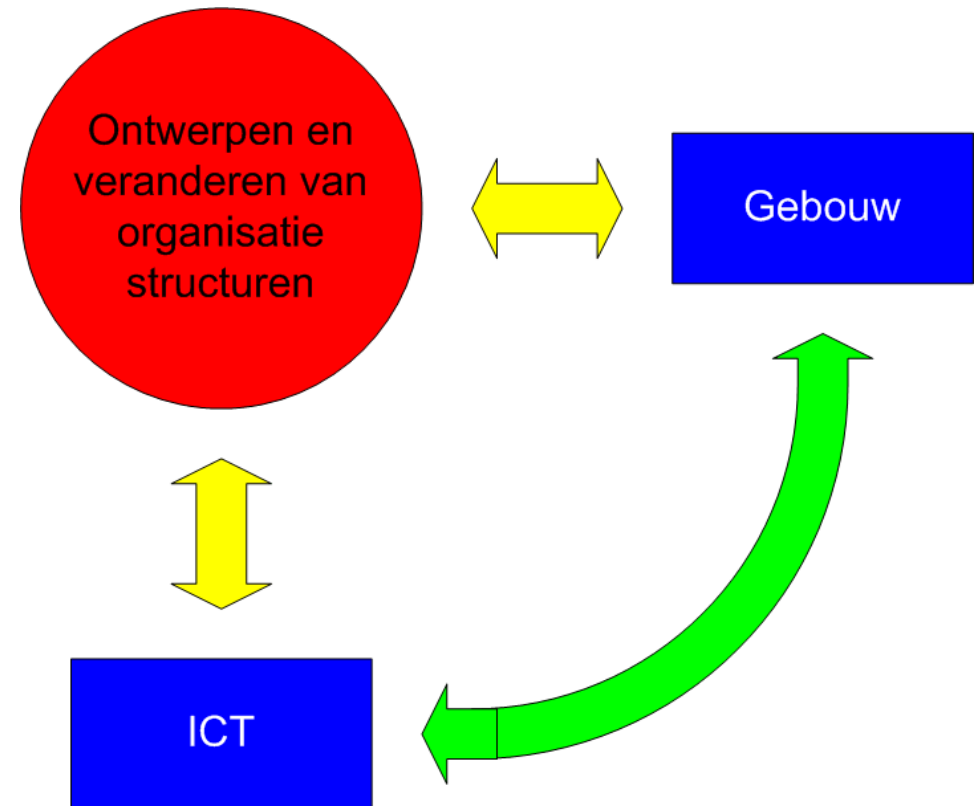 Ontwerpen en
veranderen van
organisatie
structuren
Gebouw
ICT